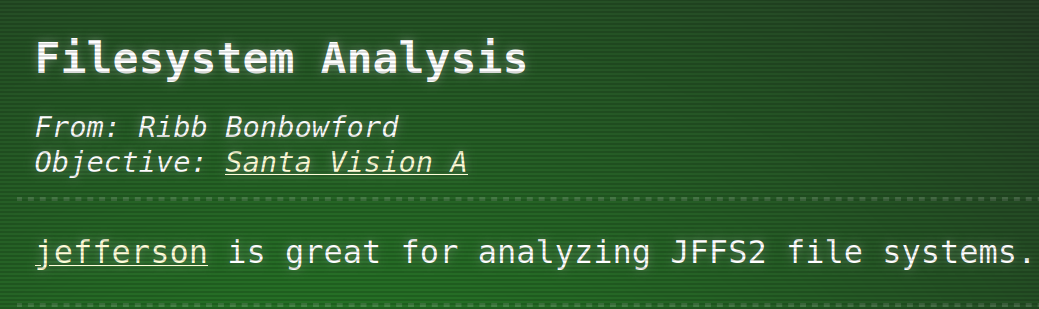 Filesystem Analysis
From: Ribb Bonbowford
Objective: Santa Vision A
jefferson is great for analyzing JFFS2 file systems.